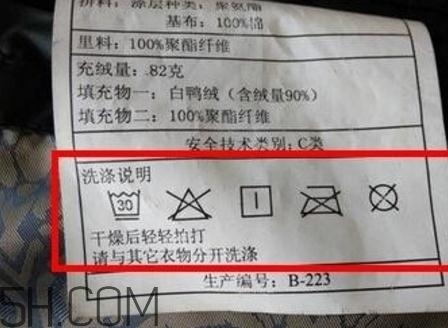 拼料：涂层种类：聚氨酯
基布：100%棉
里料：100%聚酯纤维
充绒量：82克
填充物一：白鸭绒（含绒量90%）
填充物二：100%聚酯纤维
安全技术类别：C类
洗涤说明
30
干燥后轻轻拍打
请与其它衣物分开洗涤
生产编号：B-223
5H.COM